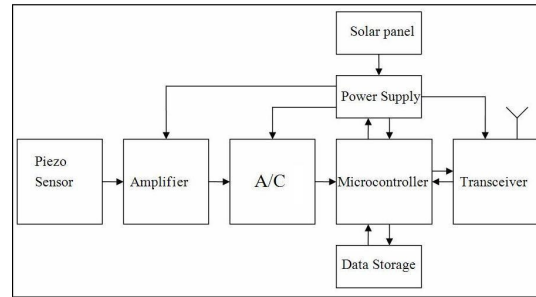 Solar panel
Power Supply
Piezo
Sensor
Amplifier
A/C
Microcontroller
Transceiver
Data Storage